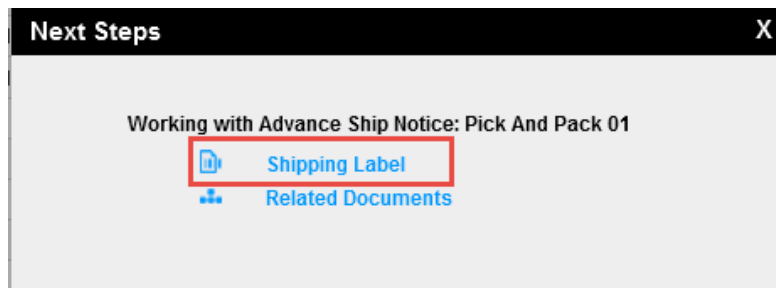 Next Steps X
Working with Advance Ship Notice: Pick And Pack 01
Shipping Label
Related Documents